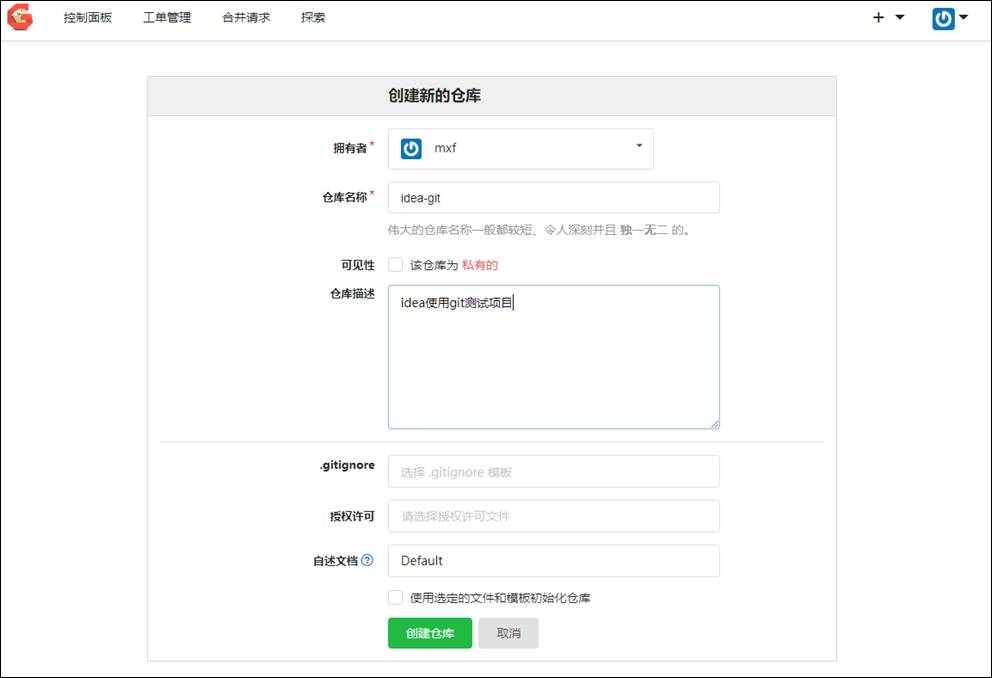 控制面板 工单管理 合并请求 探索
创建新的仓库
拥有者* mxf
仓库名称* idea-git
伟大的仓库名称一般都较短、令人深刻并且 独一无二 的。
可见性 该仓库为 私有的
仓库描述 idea使用git测试项目
.gitignore 选择 .gitignore 模板
授权许可 请选择授权许可文件
自述文档 Default
使用选定的文件和模板初始化仓库
创建仓库 取消